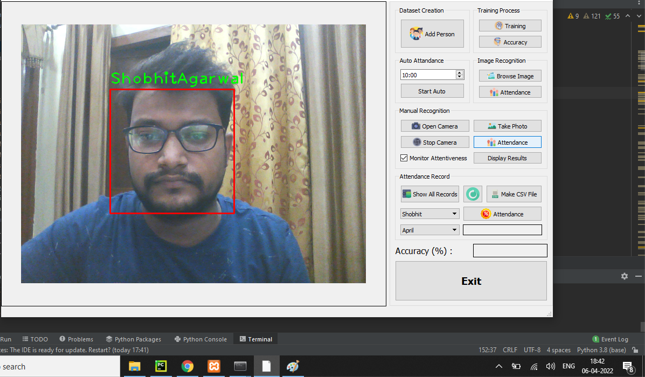 Dataset Creation
Training Process
Add Person
Training
Accuracy
9 121 55
Auto Attendance
Image Recognition
10:00
Start Auto
Browse Image
Attendance
Manual Recognition
Open Camera
Take Photo
Stop Camera
Attendance
Monitor Attentiveness
Display Results
Attendance Record
Show All Records
Make CSV File
Shobhit
Attendance
April
Accuracy (%) :
Exit
ShobhitAgarwal
Run TODO Problems Python Packages Python Console Terminal Event Log
es: The IDE is ready for update. Restart? (today 17:41) 152:37 CRLF UTF-8 4 spaces Python 3.8 (base)
search
ENG
18:42
06-04-2022